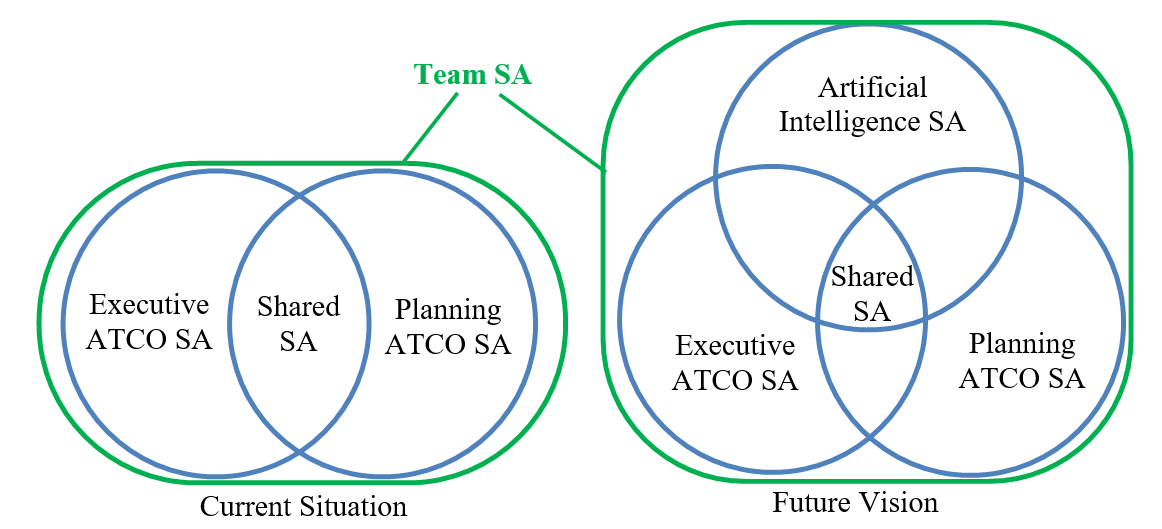 Team SA
Executive
ATCO SA
Shared
SA
Planning
ATCO SA
Current Situation
Artificial
Intelligence SA
Shared
SA
Executive
ATCO SA
Planning
ATCO SA
Future Vision